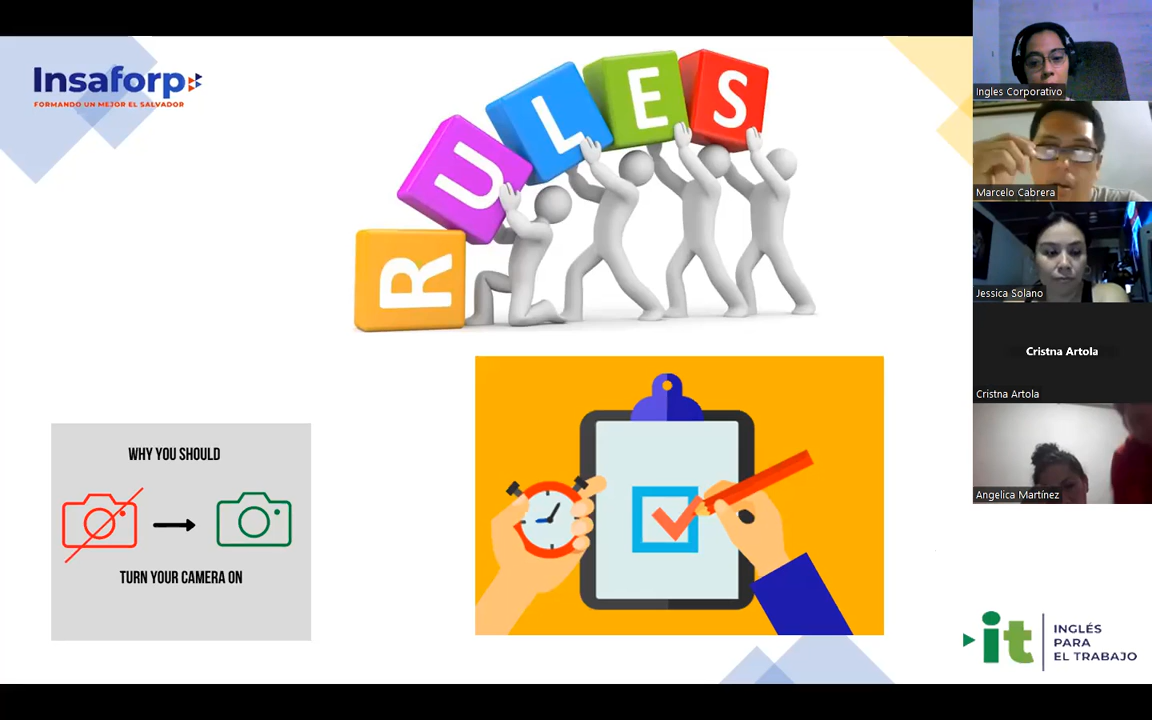 Insaforp
FORMANDO UN MEJOR EL SALVADOR
RULES
WHY YOU SHOULD
TURN YOUR CAMERA ON
it
INGLÉS
PARA
EL TRABAJO
Ingles Corporativo
Marcelo Cabrera
Jessica Solano
Cristna Artola
Cristna Artola
Angelica Martínez